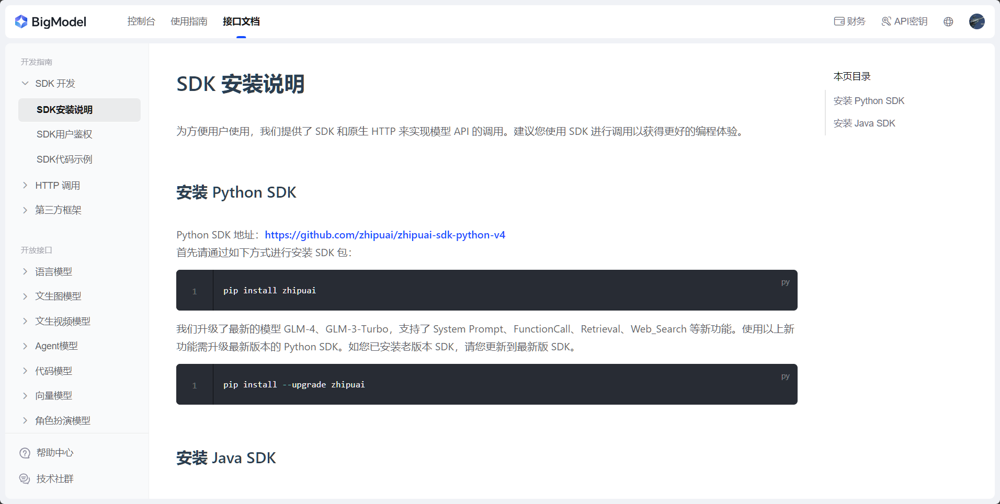 BigModel
控制台
使用指南
接口文档
财务
API密钥
开发指南
SDK 开发
SDK安装说明
SDK用户鉴权
SDK代码示例
HTTP 调用
第三方框架
开放接口
语言模型
文生图模型
文生视频模型
Agent模型
代码模型
向量模型
角色扮演模型
帮助中心
技术社群
SDK 安装说明
为方便用户使用，我们提供了 SDK 和原生 HTTP 来实现模型 API 的调用。建议您使用 SDK 进行调用以获得更好的编程体验。
安装 Python SDK
Python SDK 地址：https://github.com/zhipuai/zhipuai-sdk-python-v4
首先请通过如下方式进行安装 SDK 包：
py
1
pip install zhipuai
我们升级了最新的模型 GLM-4、GLM-3-Turbo，支持了 System Prompt、FunctionCall、Retrieval、Web_Search 等新功能。使用以上新
功能需升级最新版本的 Python SDK。如您已安装老版本 SDK，请您更新到最新版 SDK。
py
1
pip install --upgrade zhipuai
安装 Java SDK
本页目录
安装 Python SDK
安装 Java SDK